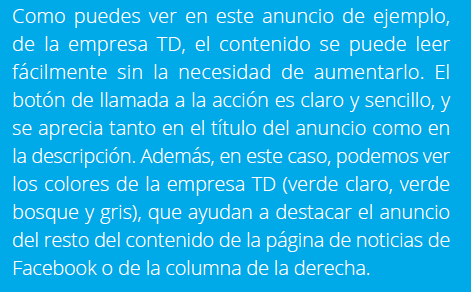 Como puedes ver en este anuncio de ejemplo,
de la empresa TD, el contenido se puede leer
fácilmente sin la necesidad de aumentarlo. El
botón de llamada a la acción es claro y sencillo, y
se aprecia tanto en el título del anuncio como en
la descripción. Además, en este caso, podemos ver
los colores de la empresa TD (verde claro, verde
bosque y gris), que ayudan a destacar el anuncio
del resto del contenido de la página de noticias de
Facebook o de la columna de la derecha.